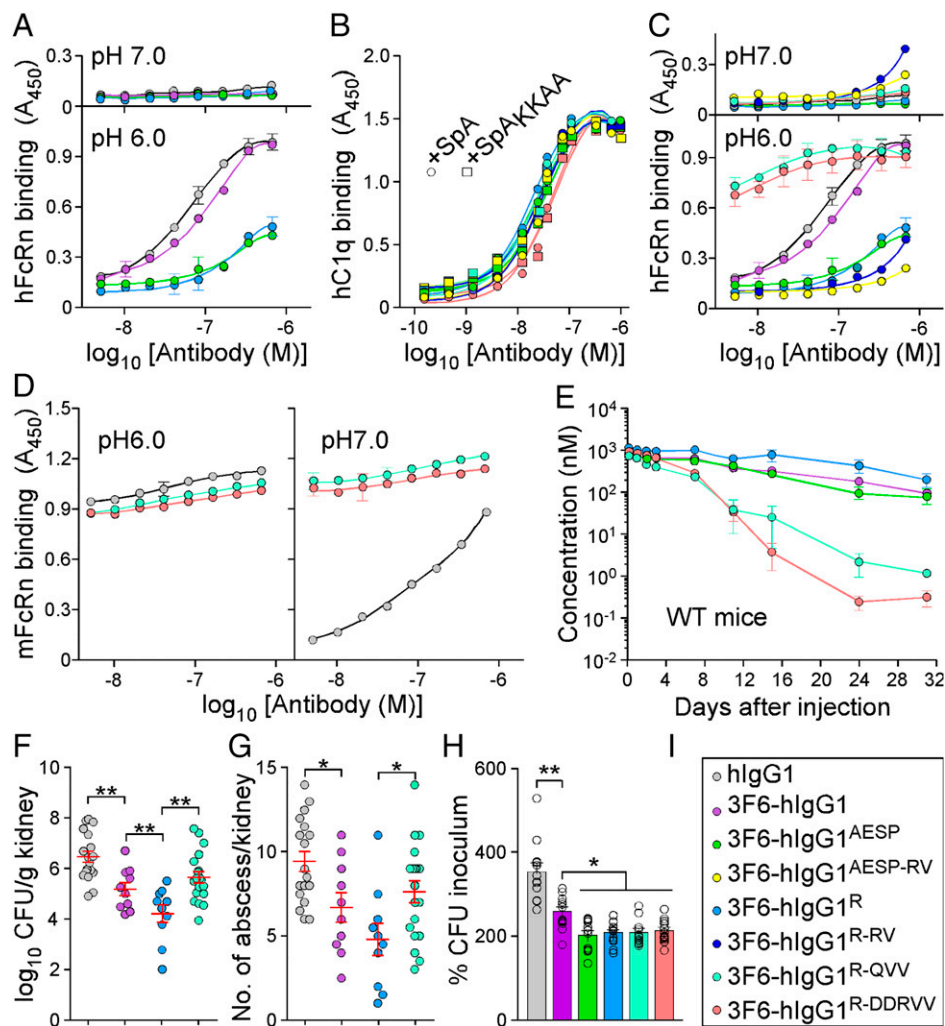 A
hFcRn binding (A450)
pH 7.0
0.3
0
pH 6.0
0.9
0.6
0.3
0
-8 -7 -6
log10 [Antibody (M)]
B
hC1q binding (A450)
2.0
1.5
1.0
0.5
0
+SpA
+SpAKKAA
-10 -9 -8 -7 -6
log10 [Antibody (M)]
C
hFcRn binding (A450)
pH7.0
0.3
0
pH6.0
0.9
0.6
0.3
0
-8 -7 -6
log10 [Antibody (M)]
D
mFcRn binding (A450)
1.5
1.2
0.9
0.6
0.3
0
pH6.0
pH7.0
-8 -7 -6
-8 -7 -6
log10 [Antibody (M)]
E
Concentration (nM)
10^4
10^3
10^2
10^1
10^0
10^-1
10^-2
WT mice
0 4 8 12 16 20 24 28 32
Days after injection
F
log10 CFU/g kidney
10
8
6
4
2
0
**
**
**
G
No. of abscess/kidney
15
10
5
0
*
*
H
% CFU inoculum
600
400
200
0
**
*
I
hIgG1
3F6-hIgG1
3F6-hIgG1AESP
3F6-hIgG1AESP-RV
3F6-hIgG1R
3F6-hIgG1R-RV
3F6-hIgG1R-QVV
3F6-hIgG1R-DDRVV